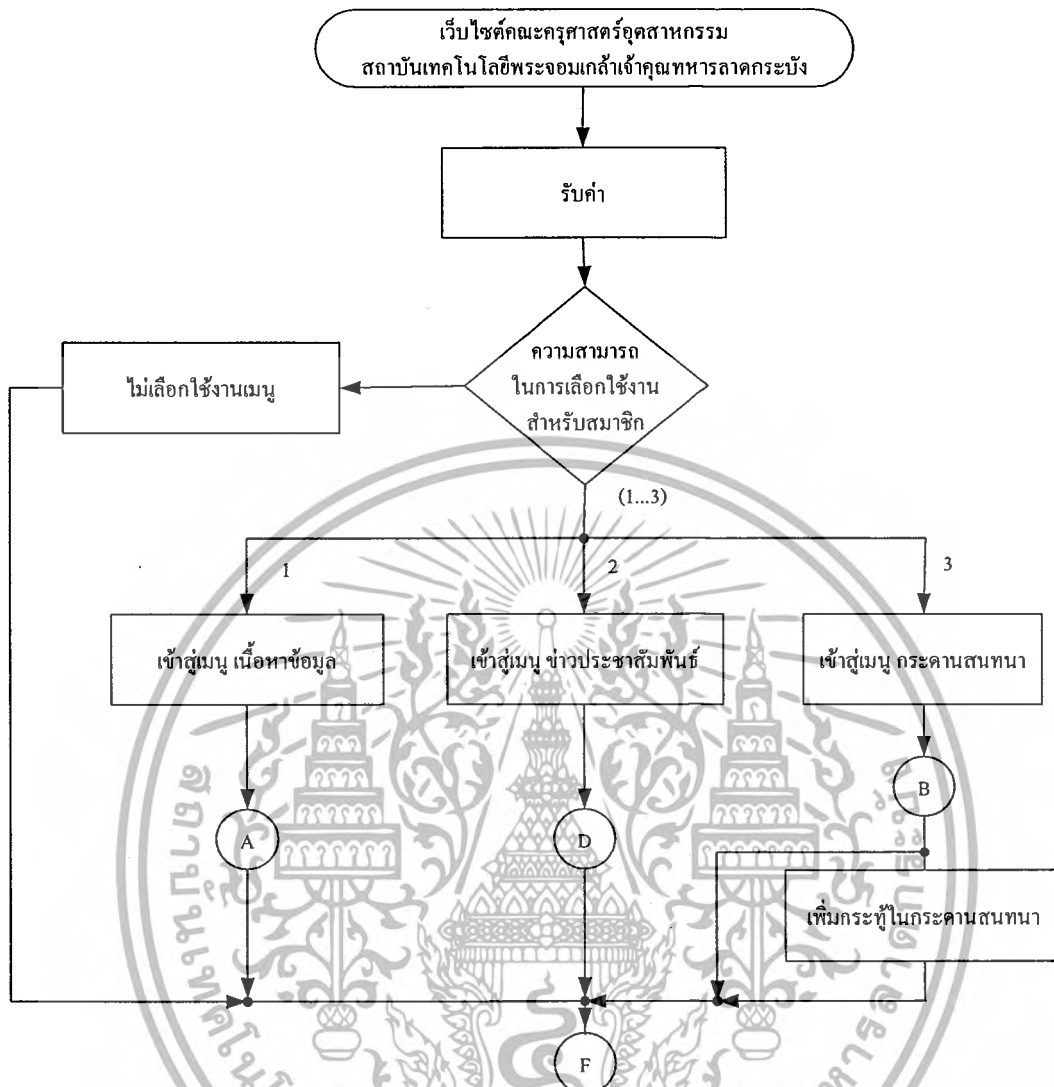 เว็บไซต์คณะครุศาสตร์อุตสาหกรรม
สถาบันเทคโนโลยีพระจอมเกล้าเจ้าคุณทหารลาดกระบัง
รับค่า
ความสามารถ
ในการเลือกใช้งาน
สำหรับสมาชิก
ไม่เลือกใช้งานเมนู
(1...3)
1
2
3
เข้าสู่เมนู เนื้อหาข้อมูล
เข้าสู่เมนู ข่าวประชาสัมพันธ์
เข้าสู่เมนู กระดานสนทนา
B
A
D
เพิ่มกระทู้ในกระดานสนทนา
F